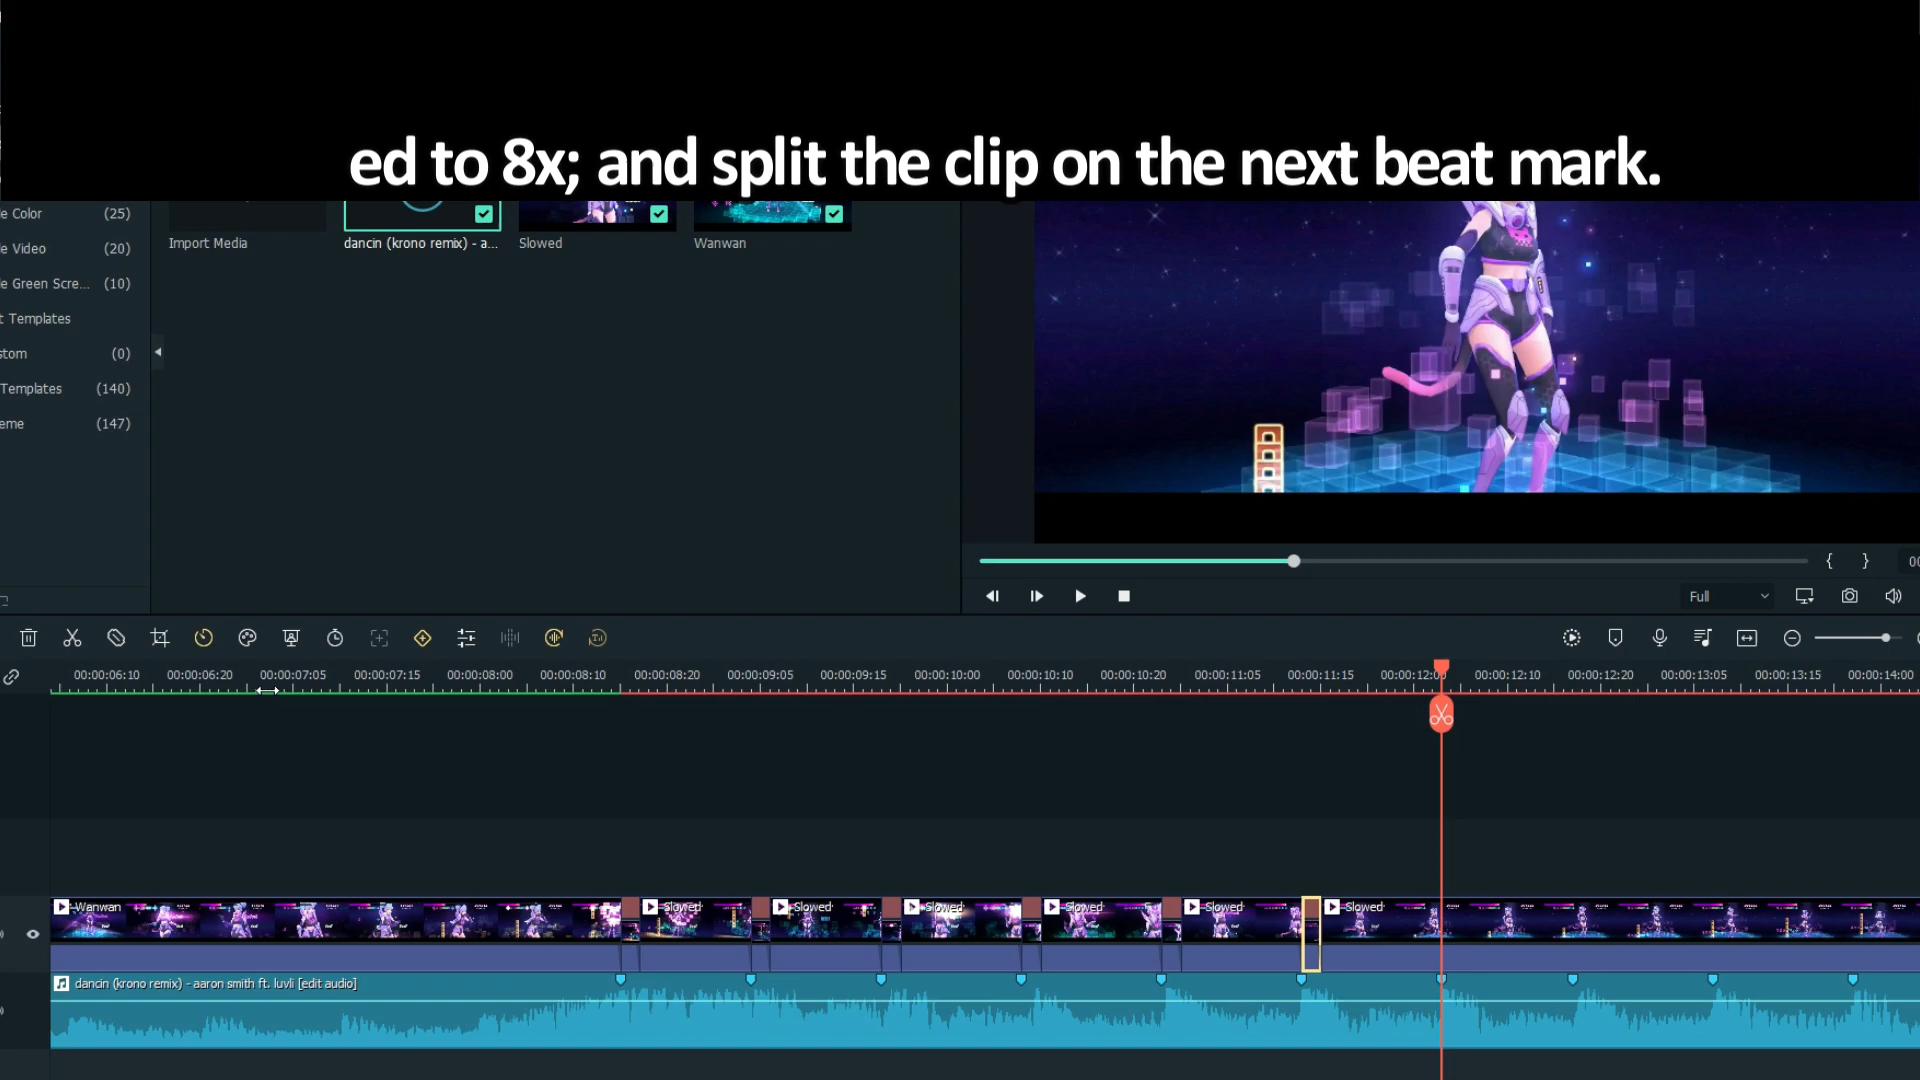 ed to 8x; and split the clip on the next beat mark.
e Color (25)
e Video (20)
e Green Scre... (10)
t Templates
stom (0)
Templates (140)
eme (147)
Import Media
dancin (krono remix) - a...
Slowed
Wanwan
{ }
00
Full
00:00:06:10 00:00:06:20 00:00:07:05 00:00:07:15 00:00:08:00 00:00:08:10 00:00:08:20 00:00:09:05 00:00:09:15 00:00:10:00 00:00:10:10 00:00:10:20 00:00:11:05 00:00:11:15 00:00:12:00 00:00:12:10 00:00:12:20 00:00:13:05 00:00:13:15 00:00:14:00
Wanwan Slowed Slowed Slowed Slowed Slowed Slowed
dancin (krono remix) - aaron smith ft. luvli [edit audio]